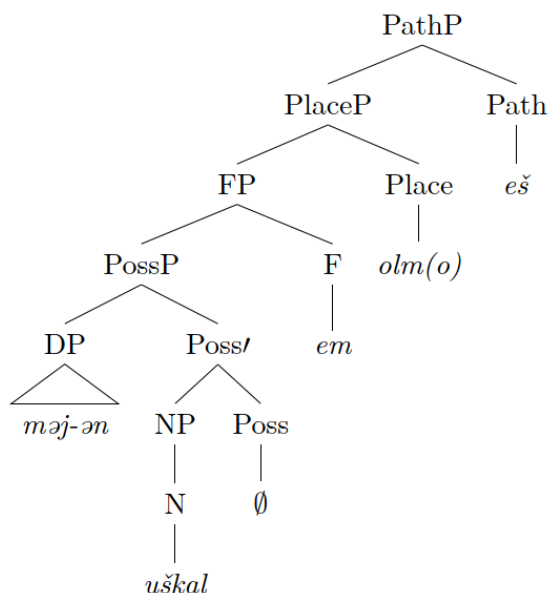 PathP
PlaceP Path
FP Place eš
PossP F olm(o)
DP Poss′ em
məj-ən NP Poss
N ∅
uškal